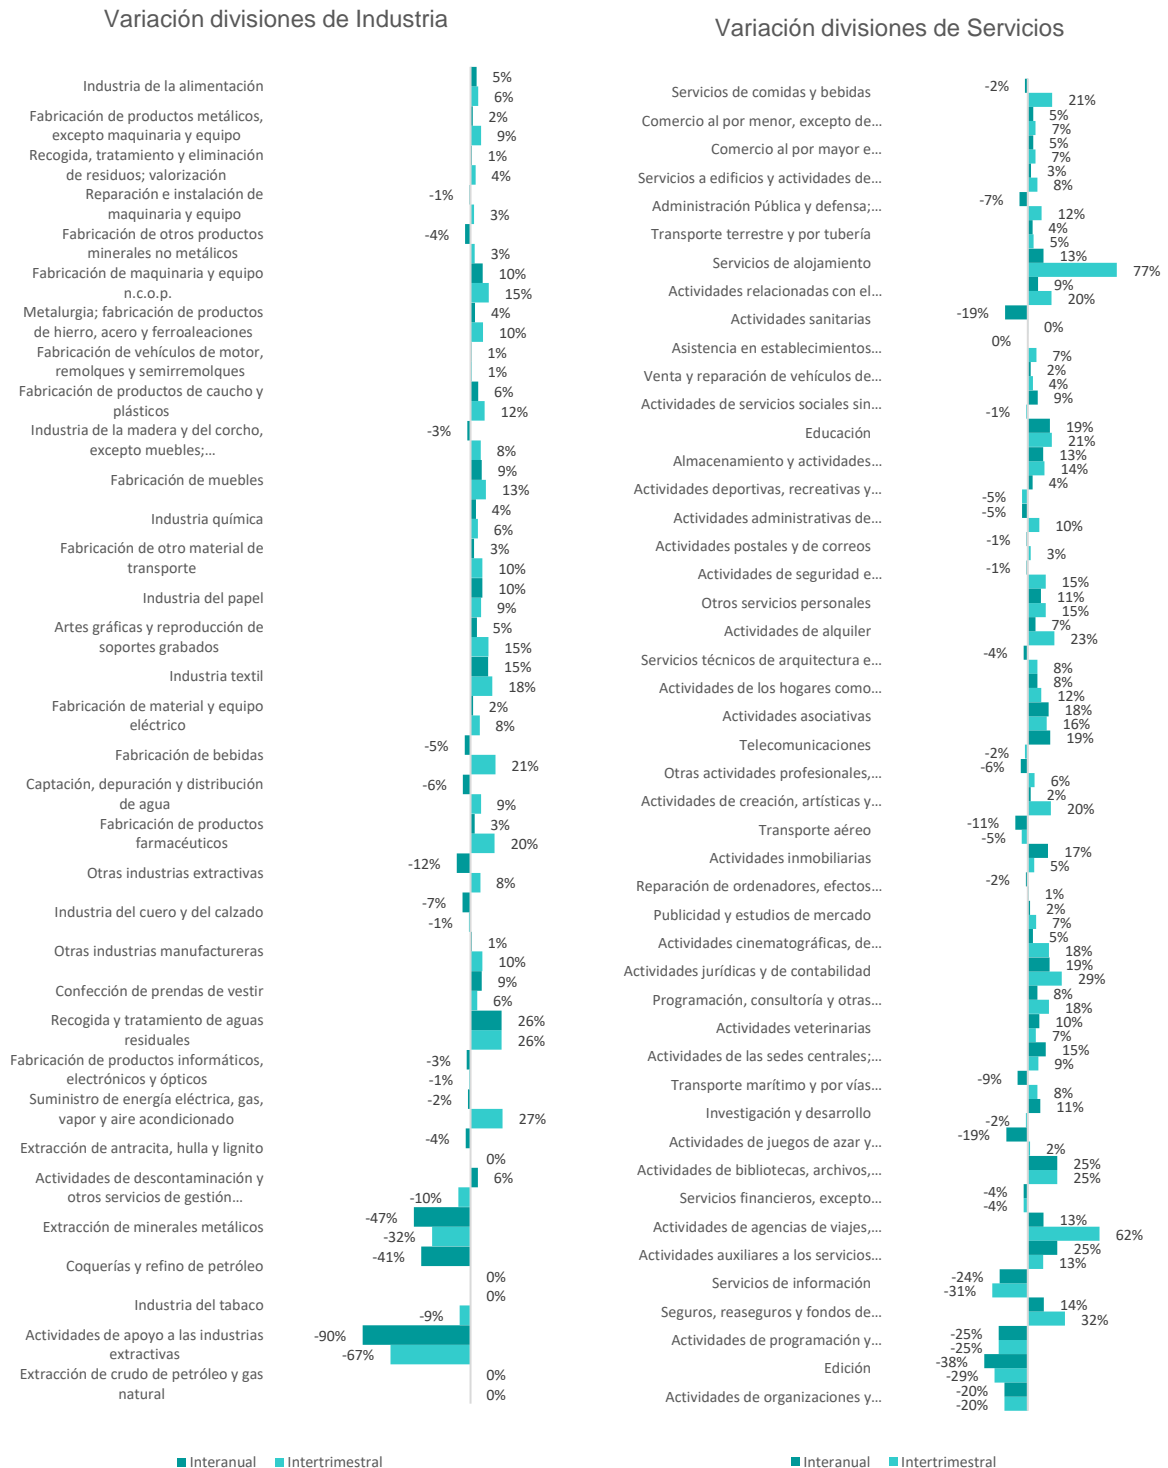 Variación divisiones de Industria
Industria de la alimentación
5%
6%
Fabricación de productos metálicos,
excepto maquinaria y equipo
2%
9%
Recogida, tratamiento y eliminación
de residuos; valorización
1%
4%
Reparación e instalación de
maquinaria y equipo
-1%
3%
Fabricación de otros productos
minerales no metálicos
-4%
3%
Fabricación de maquinaria y equipo
n.c.o.p.
10%
15%
Metalurgia; fabricación de productos
de hierro, acero y ferroaleaciones
4%
10%
Fabricación de vehículos de motor,
remolques y semirremolques
1%
1%
Fabricación de productos de caucho y
plásticos
6%
12%
Industria de la madera y del corcho,
excepto muebles;...
-3%
8%
Fabricación de muebles
9%
13%
Industria química
4%
6%
Fabricación de otro material de
transporte
3%
10%
Industria del papel
10%
9%
Artes gráficas y reproducción de
soportes grabados
5%
15%
Industria textil
15%
18%
Fabricación de material y equipo
eléctrico
2%
8%
Fabricación de bebidas
-5%
21%
Captación, depuración y distribución
de agua
-6%
9%
Fabricación de productos
farmacéuticos
3%
20%
Otras industrias extractivas
-12%
8%
Industria del cuero y del calzado
-7%
-1%
Otras industrias manufactureras
1%
10%
Confección de prendas de vestir
9%
6%
Recogida y tratamiento de aguas
residuales
26%
26%
Fabricación de productos informáticos,
electrónicos y ópticos
-3%
-1%
Suministro de energía eléctrica, gas,
vapor y aire acondicionado
-2%
27%
Extracción de antracita, hulla y lignito
-4%
0%
Actividades de descontaminación y
otros servicios de gestión...
6%
-10%
Extracción de minerales metálicos
-47%
-32%
Coquerías y refino de petróleo
-41%
0%
Industria del tabaco
0%
-9%
Actividades de apoyo a las industrias
extractivas
-90%
-67%
Extracción de crudo de petróleo y gas
natural
0%
0%
Interanual
Intertrimestral
Variación divisiones de Servicios
Servicios de comidas y bebidas
-2%
21%
Comercio al por menor, excepto de...
5%
7%
Comercio al por mayor e...
5%
7%
Servicios a edificios y actividades de...
3%
8%
Administración Pública y defensa;...
-7%
12%
Transporte terrestre y por tubería
4%
5%
Servicios de alojamiento
13%
77%
Actividades relacionadas con el...
9%
20%
Actividades sanitarias
-19%
0%
Asistencia en establecimientos...
0%
7%
Venta y reparación de vehículos de...
2%
4%
Actividades de servicios sociales sin...
9%
-1%
Educación
19%
21%
Almacenamiento y actividades...
13%
14%
Actividades deportivas, recreativas y...
4%
-5%
Actividades administrativas de...
-5%
10%
Actividades postales y de correos
-1%
3%
Actividades de seguridad e...
-1%
15%
Otros servicios personales
11%
15%
Actividades de alquiler
7%
23%
Servicios técnicos de arquitectura e...
-4%
8%
Actividades de los hogares como...
8%
12%
Actividades asociativas
18%
16%
Telecomunicaciones
19%
-2%
Otras actividades profesionales,...
-6%
6%
Actividades de creación, artísticas y...
2%
20%
Transporte aéreo
-11%
-5%
Actividades inmobiliarias
17%
5%
Reparación de ordenadores, efectos...
-2%
1%
Publicidad y estudios de mercado
2%
7%
Actividades cinematográficas, de...
5%
18%
Actividades jurídicas y de contabilidad
19%
29%
Programación, consultoría y otras...
8%
18%
Actividades veterinarias
10%
7%
Actividades de las sedes centrales;...
15%
9%
Transporte marítimo y por vías...
-9%
8%
Investigación y desarrollo
11%
-2%
Actividades de juegos de azar y...
-19%
2%
Actividades de bibliotecas, archivos,...
25%
25%
Servicios financieros, excepto...
-4%
-4%
Actividades de agencias de viajes,...
13%
62%
Actividades auxiliares a los servicios...
25%
13%
Servicios de información
-24%
-31%
Seguros, reaseguros y fondos de...
14%
32%
Actividades de programación y...
-25%
-25%
Edición
-38%
-29%
Actividades de organizaciones y...
-20%
-20%
Interanual
Intertrimestral